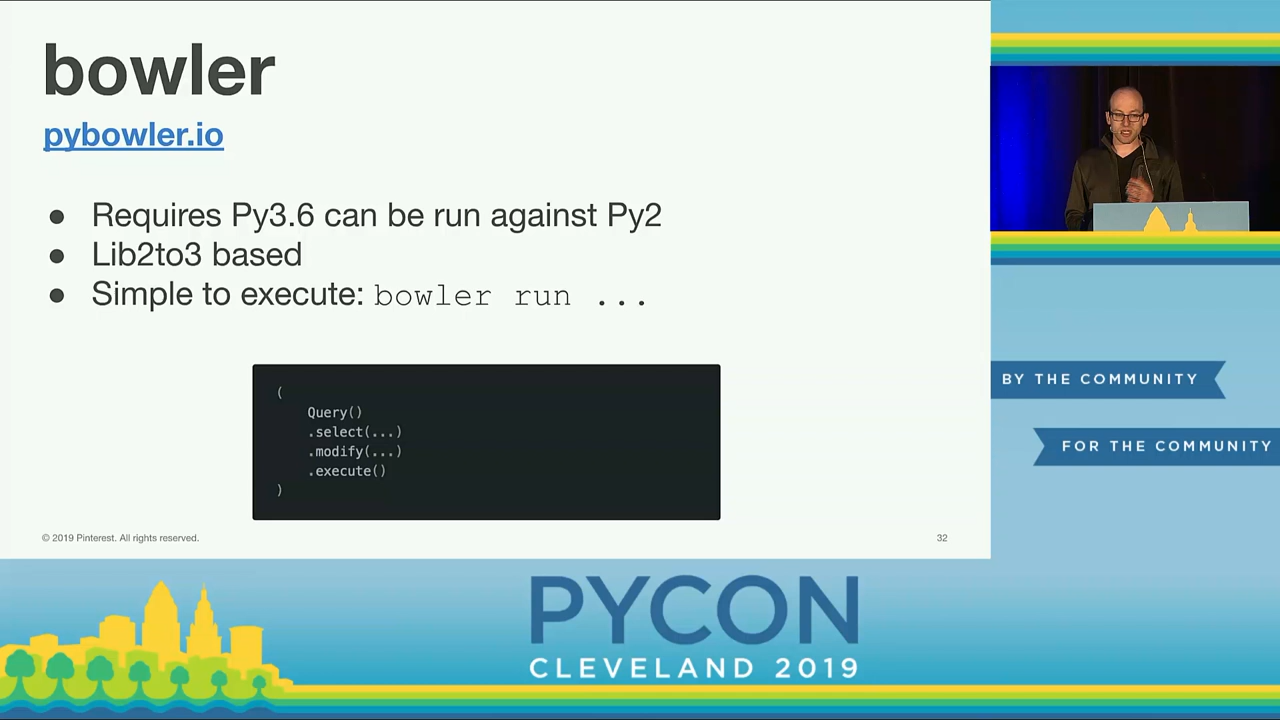 bowler
pybowler.io
● Requires Py3.6 can be run against Py2
● Lib2to3 based
● Simple to execute: bowler run ...
(
    Query()
    .select(...)
    .modify(...)
    .execute()
)
© 2019 Pinterest. All rights reserved.
32
BY THE COMMUNITY
FOR THE COMMUNITY
PYCON
CLEVELAND 2019